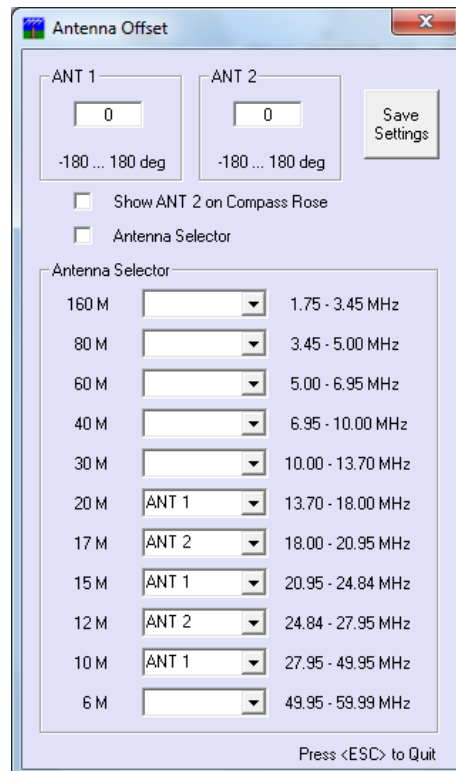 Antenna Offset
ANT 1
ANT 2
0
0
Save
Settings
-180 ... 180 deg
-180 ... 180 deg
Show ANT 2 on Compass Rose
Antenna Selector
Antenna Selector
160 M 1.75 - 3.45 MHz
80 M 3.45 - 5.00 MHz
60 M 5.00 - 6.95 MHz
40 M 6.95 - 10.00 MHz
30 M 10.00 - 13.70 MHz
20 M ANT 1 13.70 - 18.00 MHz
17 M ANT 2 18.00 - 20.95 MHz
15 M ANT 1 20.95 - 24.84 MHz
12 M ANT 2 24.84 - 27.95 MHz
10 M ANT 1 27.95 - 49.95 MHz
6 M 49.95 - 59.99 MHz
Press <ESC> to Quit